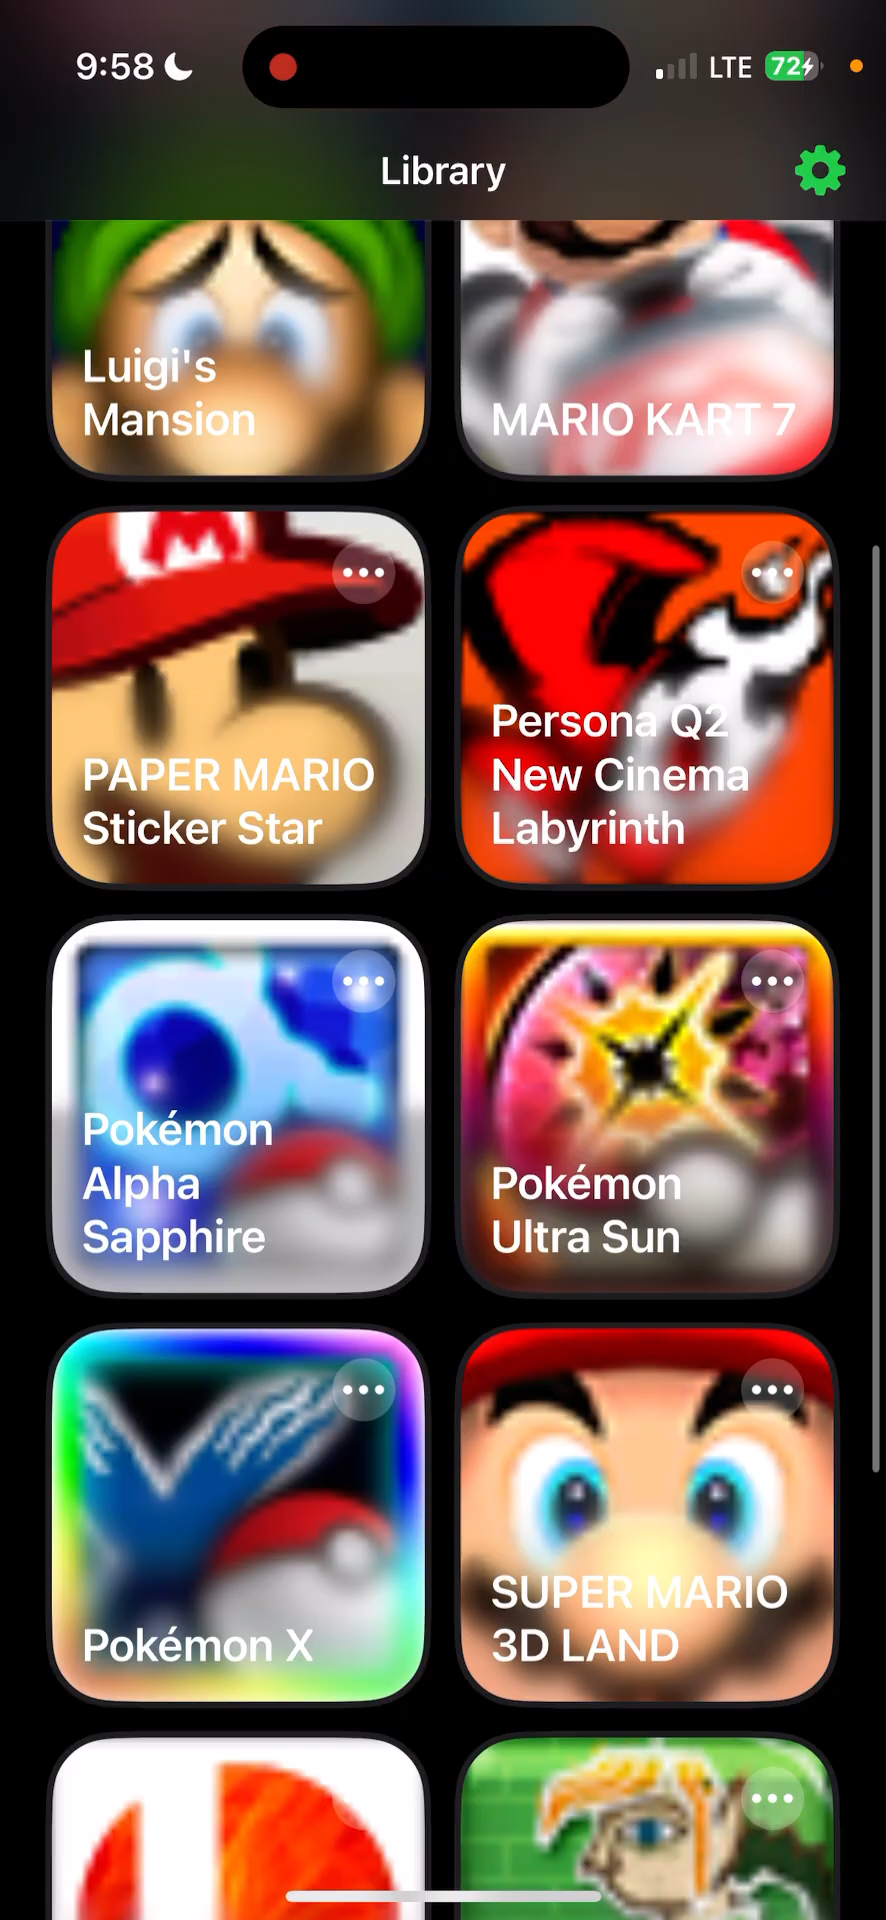 9:58
LTE
72
Library
Luigi's
Mansion
MARIO KART 7
PAPER MARIO
Sticker Star
Persona Q2
New Cinema
Labyrinth
Pokémon
Alpha
Sapphire
Pokémon
Ultra Sun
Pokémon X
SUPER MARIO
3D LAND